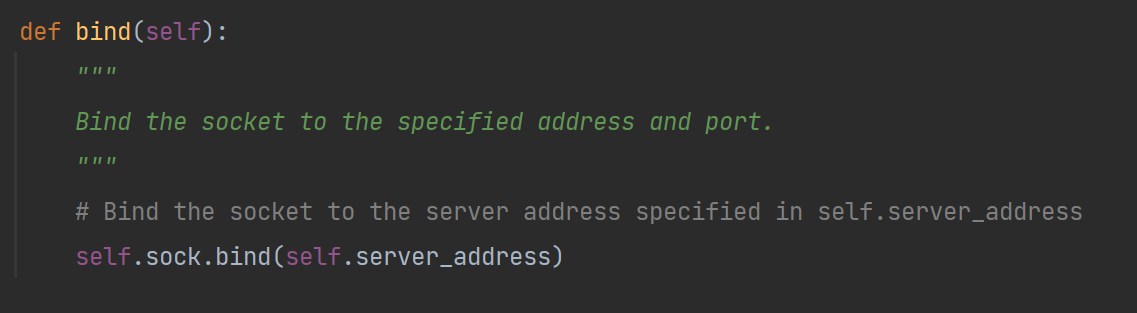 def bind(self):
    """
    Bind the socket to the specified address and port.
    """
    # Bind the socket to the server address specified in self.server_address
    self.sock.bind(self.server_address)